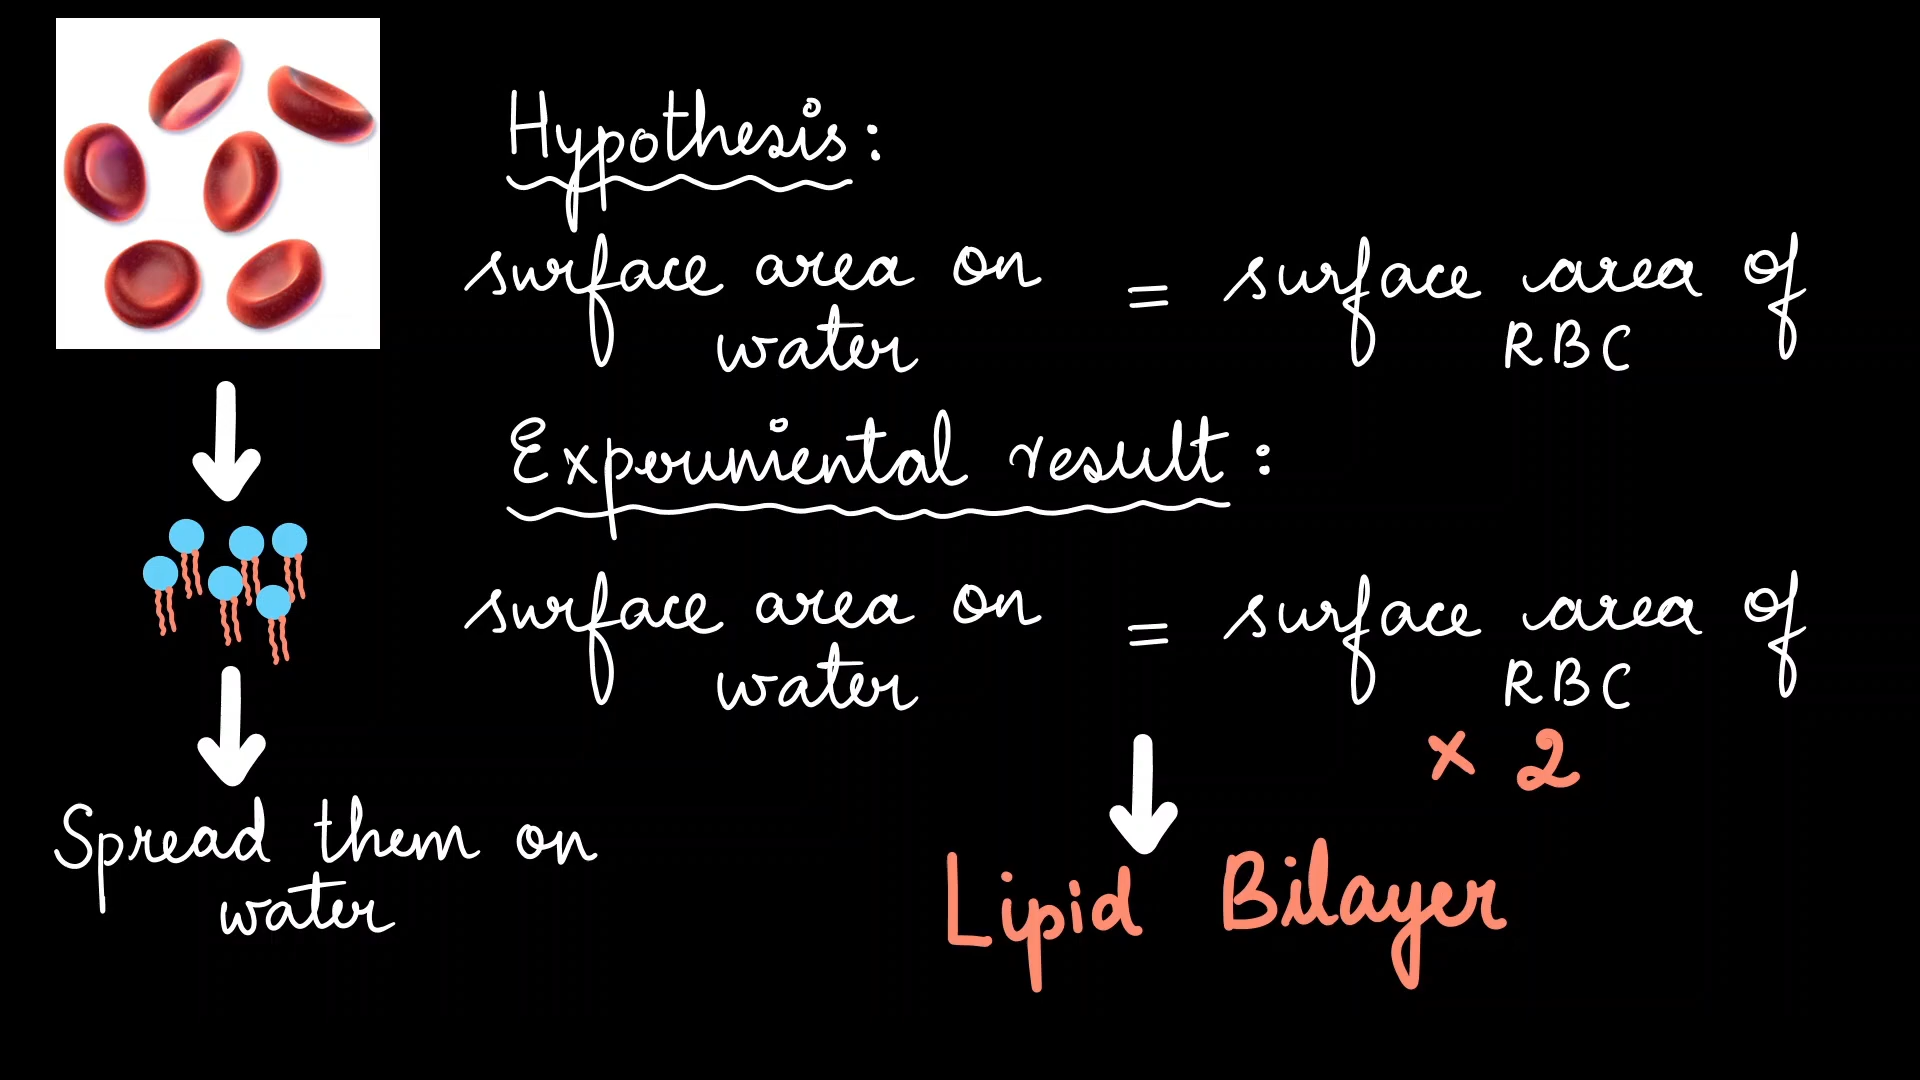 Hypothesis:
surface area on water = surface area of RBC
Experimental result:
surface area on water = surface area of RBC
x 2
Spread them on
water
Lipid Bilayer